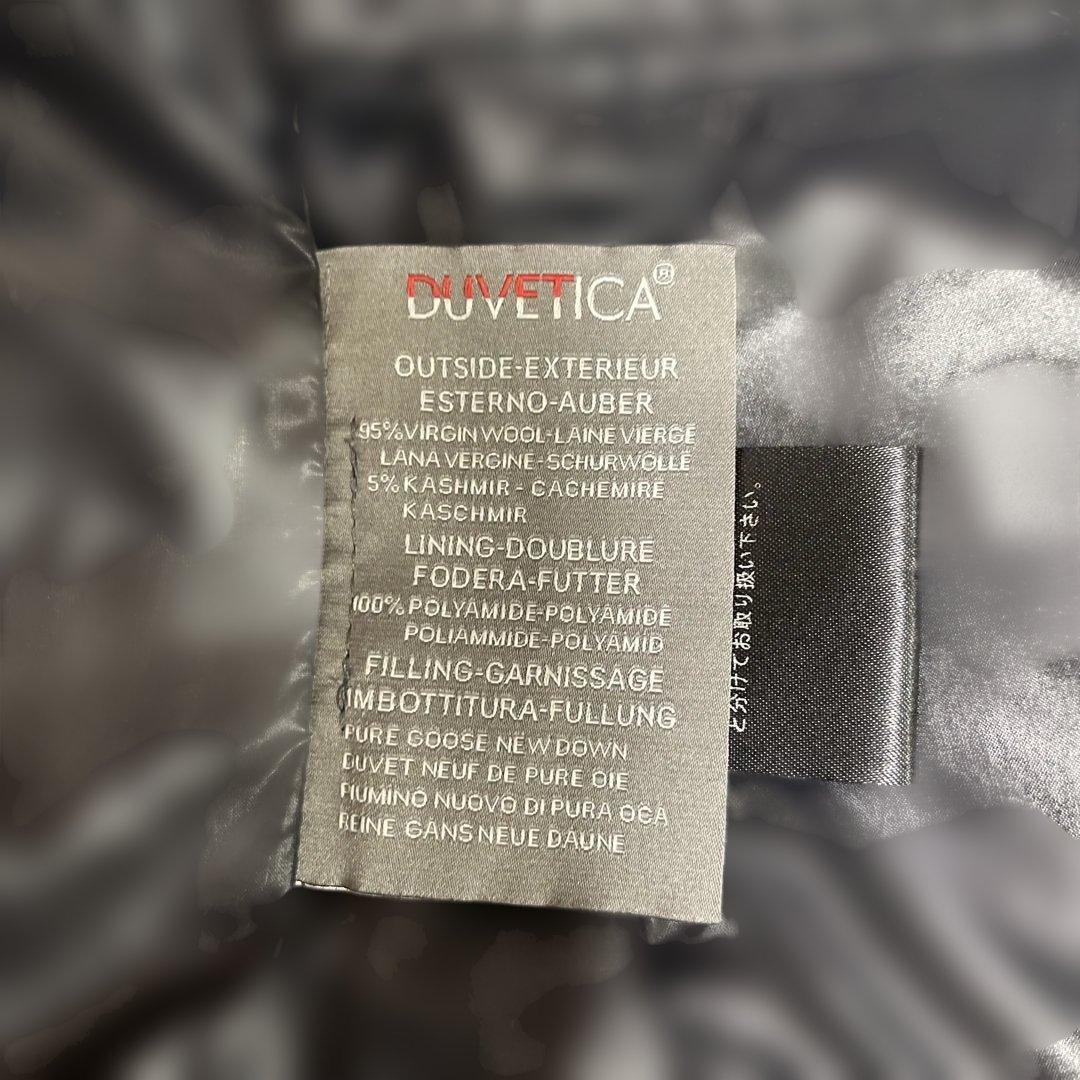 DUVETICA®
OUTSIDE-EXTERIEUR
ESTERNO-AUBER
95% VIRGIN WOOL-LAINE VIERGE
LANA VERGINE-SCHURWOLLE
5% KASHMIR - CACHEMIRE
KASCHMIR
LINING-DOUBLURE
FODERA-FUTTER
100% POLYAMIDE-POLYAMIDE
POLIAMMIDE-POLYAMID
FILLING-GARNISSAGE
IMBOTTITURA-FULLUNG
PURE GOOSE NEW DOWN
DUVET NEUF DE PURE OIE
PIUMINO NUOVO DI PURA OCA
REINE GANS NEUE DAUNE
と分けてお取り扱い下さい。